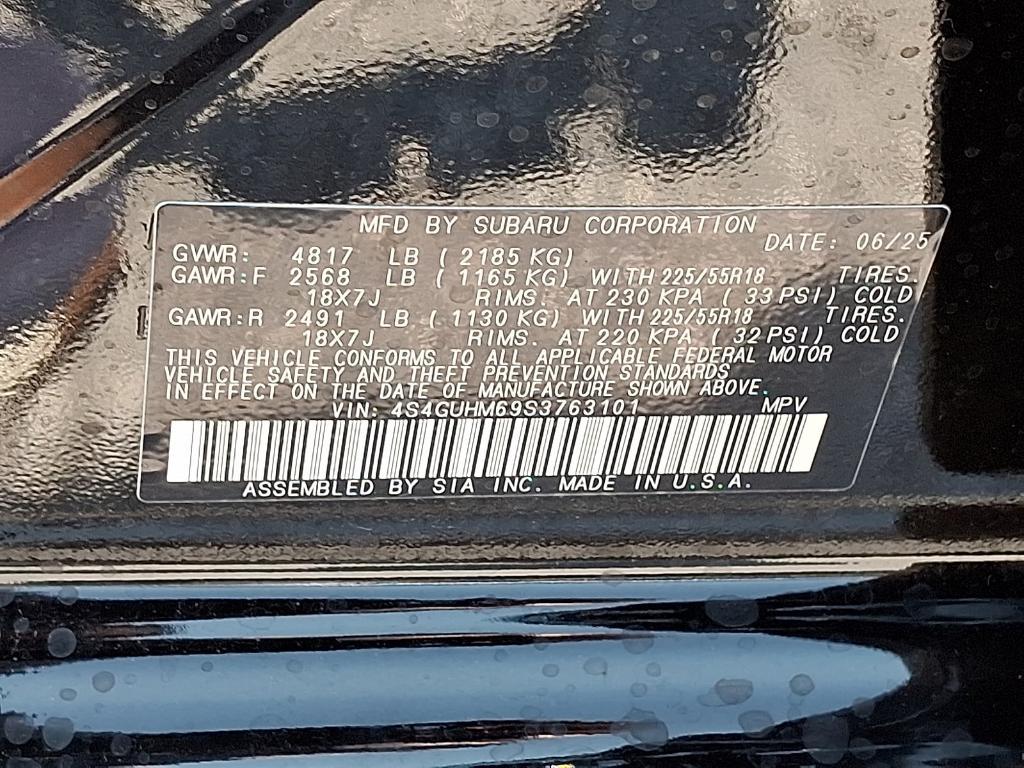 MFD BY SUBARU CORPORATION
DATE: 06/25
GVWR: 4817 LB ( 2185 KG)
GAWR:F 2568 LB ( 1165 KG) WITH 225/55R18 TIRES.
18X7J RIMS. AT 230 KPA ( 33 PSI) COLD
GAWR:R 2491 LB ( 1130 KG) WITH 225/55R18 TIRES.
18X7J RIMS. AT 220 KPA ( 32 PSI) COLD
THIS VEHICLE CONFORMS TO ALL APPLICABLE FEDERAL MOTOR
VEHICLE SAFETY AND THEFT PREVENTION STANDARDS
IN EFFECT ON THE DATE OF MANUFACTURE SHOWN ABOVE.
VIN: 4S4GUHM69S3763101 MPV
ASSEMBLED BY SIA INC. MADE IN U.S.A.